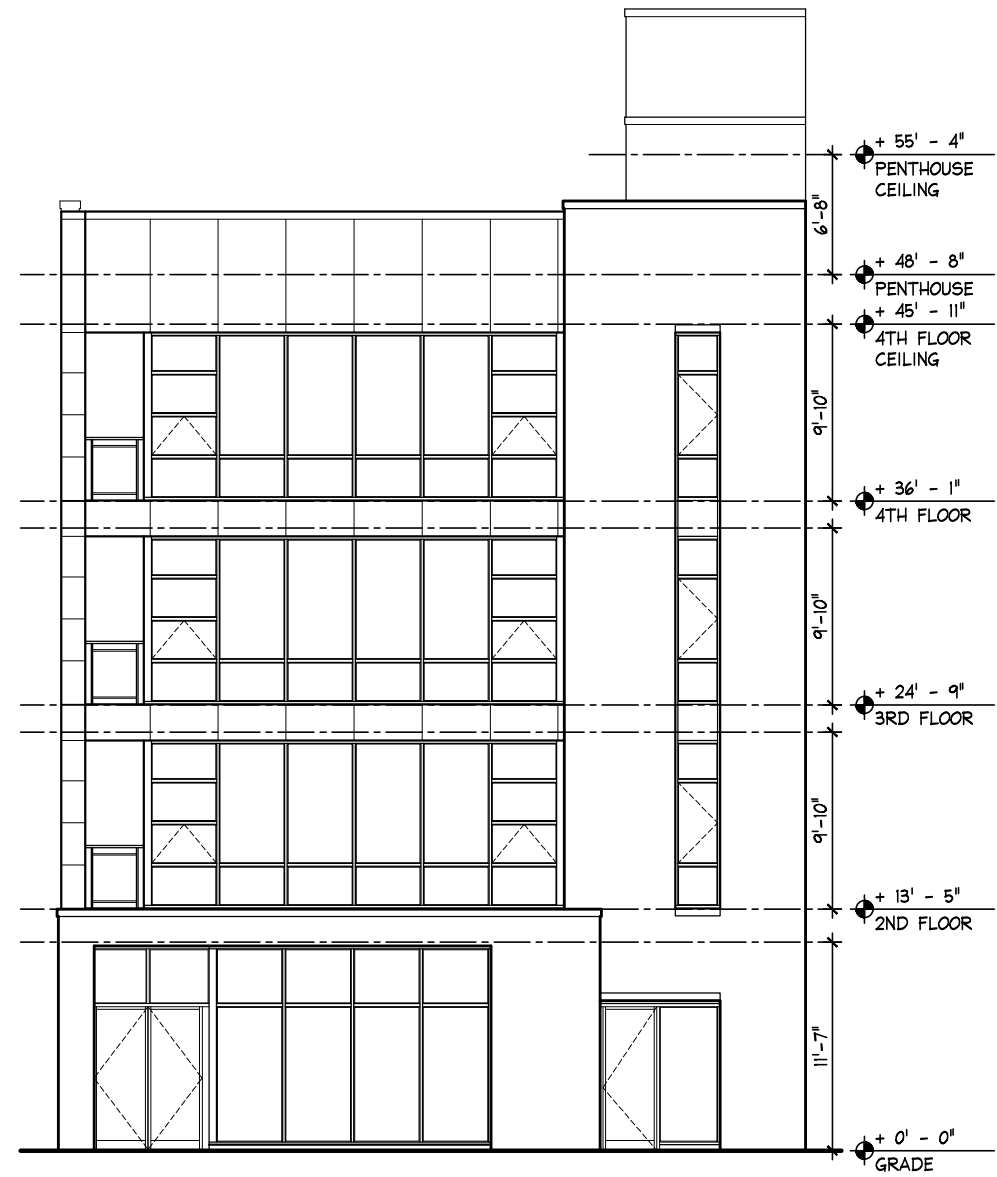 + 55' - 4"
PENTHOUSE
CEILING
6'-8"
+ 48' - 8"
PENTHOUSE
+ 45' - 11"
4TH FLOOR
CEILING
9'-10"
+ 36' - 1"
4TH FLOOR
9'-10"
+ 24' - 9"
3RD FLOOR
9'-10"
+ 13' - 5"
2ND FLOOR
11'-7"
+ 0' - 0"
GRADE